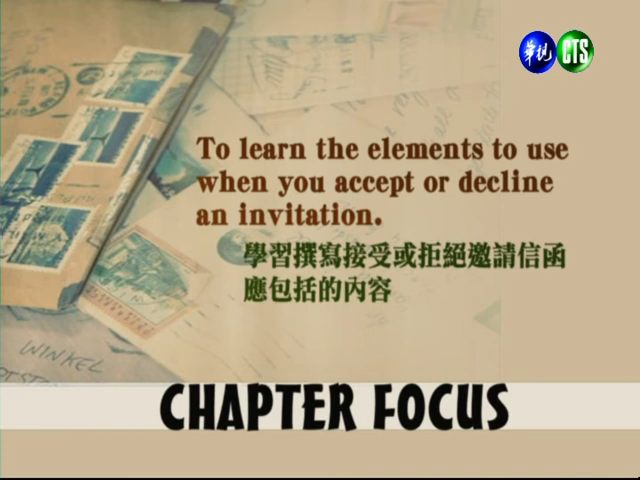 華視 CTS
To learn the elements to use
when you accept or decline
an invitation.
學習撰寫接受或拒絕邀請信函
應包括的內容
WINKEL
CHAPTER FOCUS